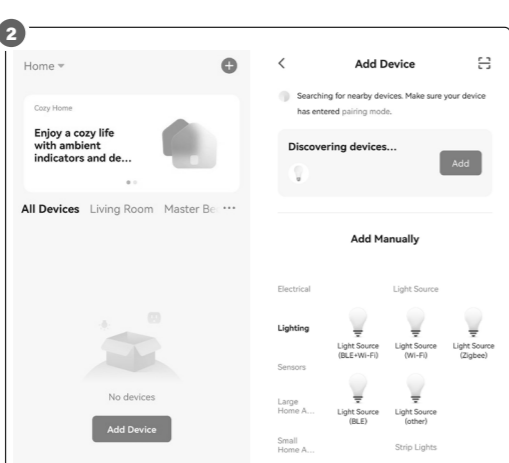 2
Home
Cozy Home
Enjoy a cozy life
with ambient
indicators and de...
All Devices Living Room Master Be ...
No devices
Add Device
Add Device
Searching for nearby devices. Make sure your device
has entered pairing mode.
Discovering devices...
Add
Add Manually
Electrical
Light Source
Lighting
Light Source
(BLE+Wi-Fi)
Light Source
(Wi-Fi)
Light Source
(Zigbee)
Sensors
Large
Home A...
Light Source
(BLE)
Light Source
(other)
Small
Home A...
Strip Lights